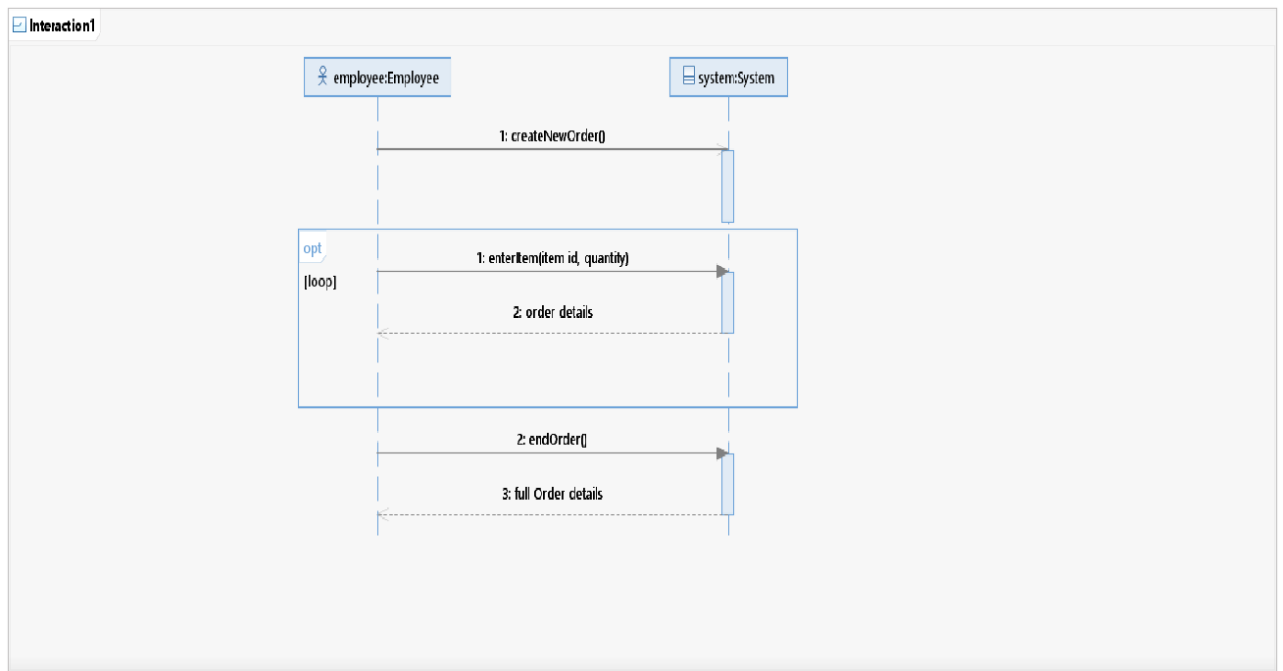 Interaction1
employee:Employee
system:System
1: createNewOrder()
opt
1: enterItem(item id, quantity)
[loop]
2: order details
2: endOrder()
3: full Order details